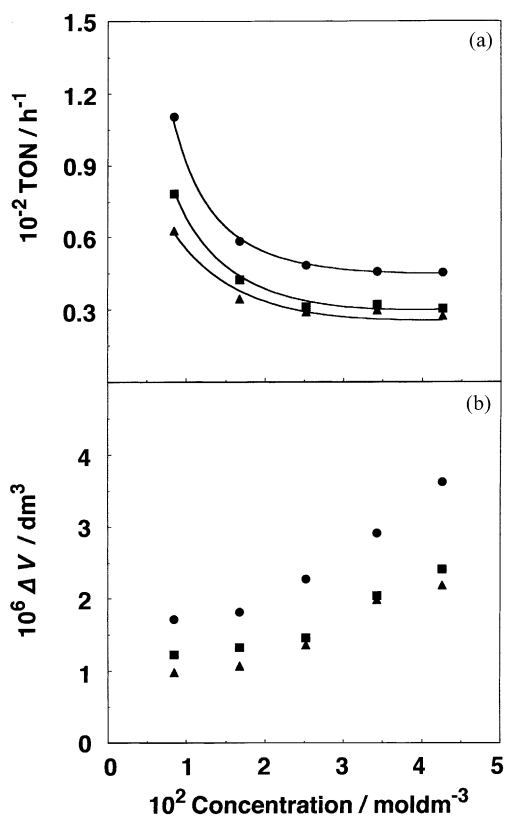 1.5
(a)
1.2
0.9
0.6
0.3
10⁻² TON / h⁻¹
(b)
4
3
2
1
0
10⁶ Δ V / dm³
0 1 2 3 4 5
10² Concentration / moldm⁻³